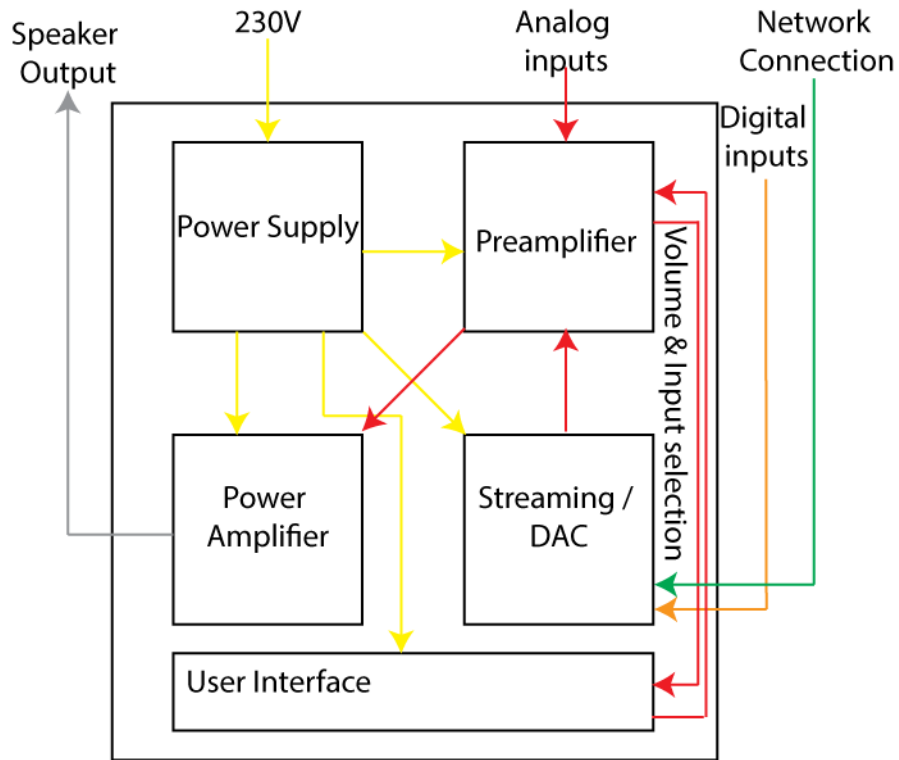 Speaker
Output
230V
Analog
inputs
Network
Connection
Digital
inputs
Power Supply
Preamplifier
Volume & Input selection
Power
Amplifier
Streaming /
DAC
User Interface